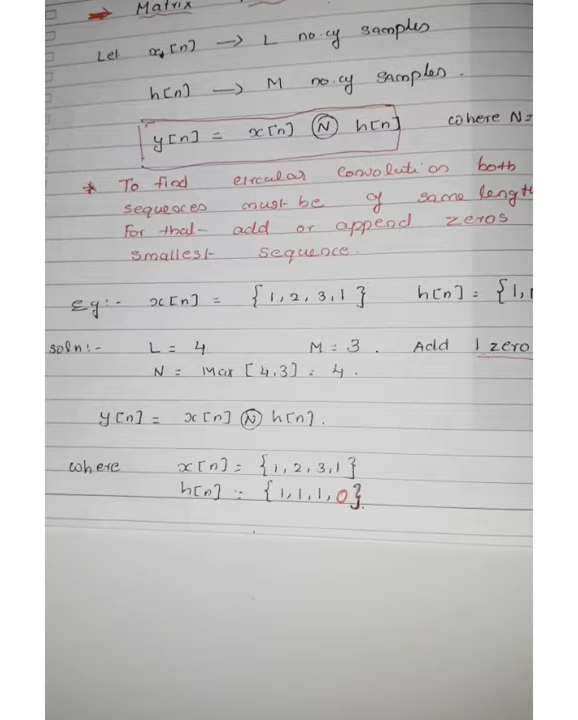 → Matrix
Let x[n] → L no. of samples
h[n] → M no. of samples.
y[n] = x[n] Ⓝ h[n] where N=
* To find circular convolution both
sequences must be of same length
For that add or append zeros
smallest sequence.
Eg:- x[n] = {1,2,3,1} h[n] = {1,1
soln:- L = 4 M = 3. Add 1 zero
N = Max [4,3] = 4.
y[n] = x[n] Ⓝ h[n].
where x[n] = {1,2,3,1}
h[n] = {1,1,1,0}